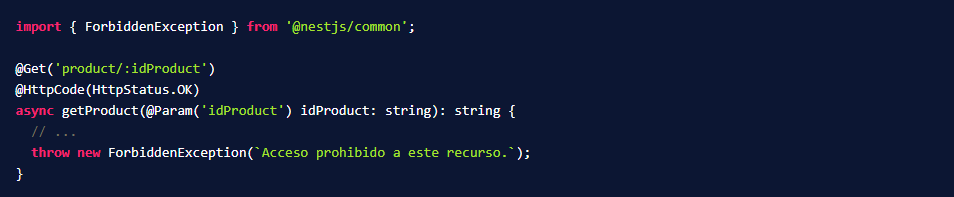 import { ForbiddenException } from '@nestjs/common';
@Get('product/:idProduct')
@HttpCode(HttpStatus.OK)
async getProduct(@Param('idProduct') idProduct: string): string {
  // ...
  throw new ForbiddenException(`Acceso prohibido a este recurso.`);
}